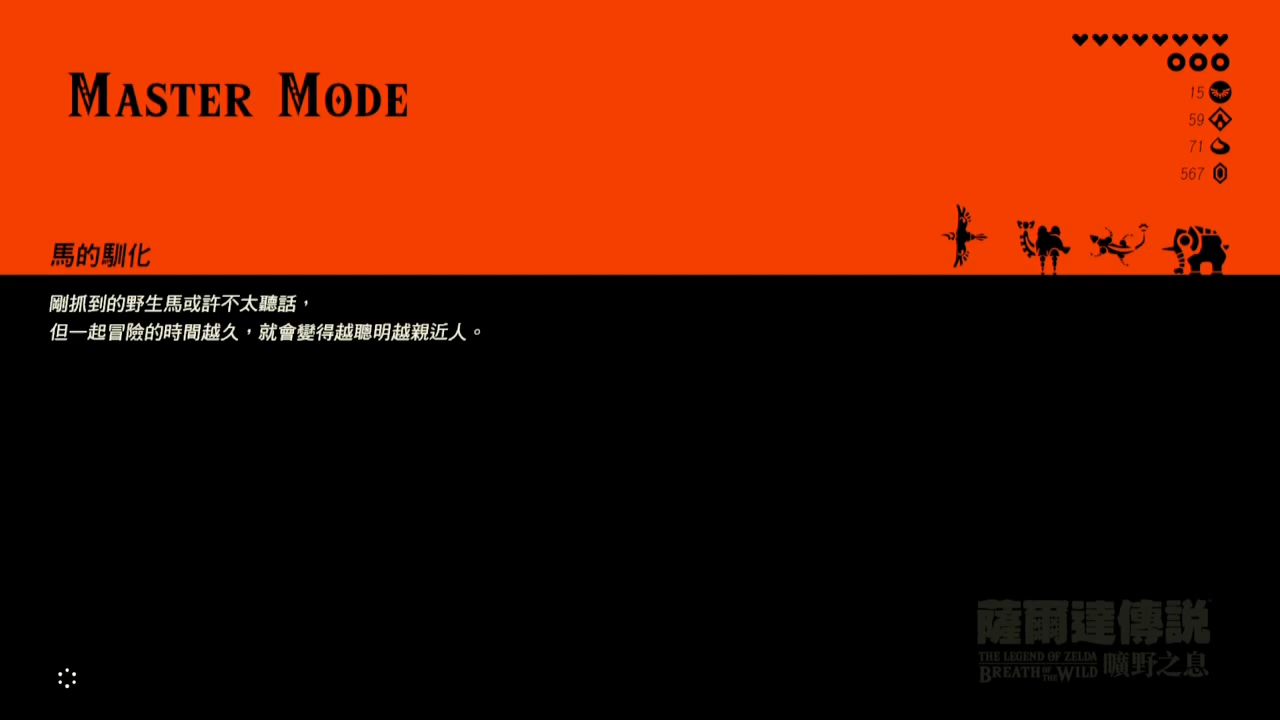 MASTER MODE
15
59
71
567
馬的馴化
剛抓到的野生馬或許不太聽話，
但一起冒險的時間越久，就會變得越聰明越親近人。
薩爾達傳說
THE LEGEND OF ZELDA
BREATH OF THE WILD 曠野之息